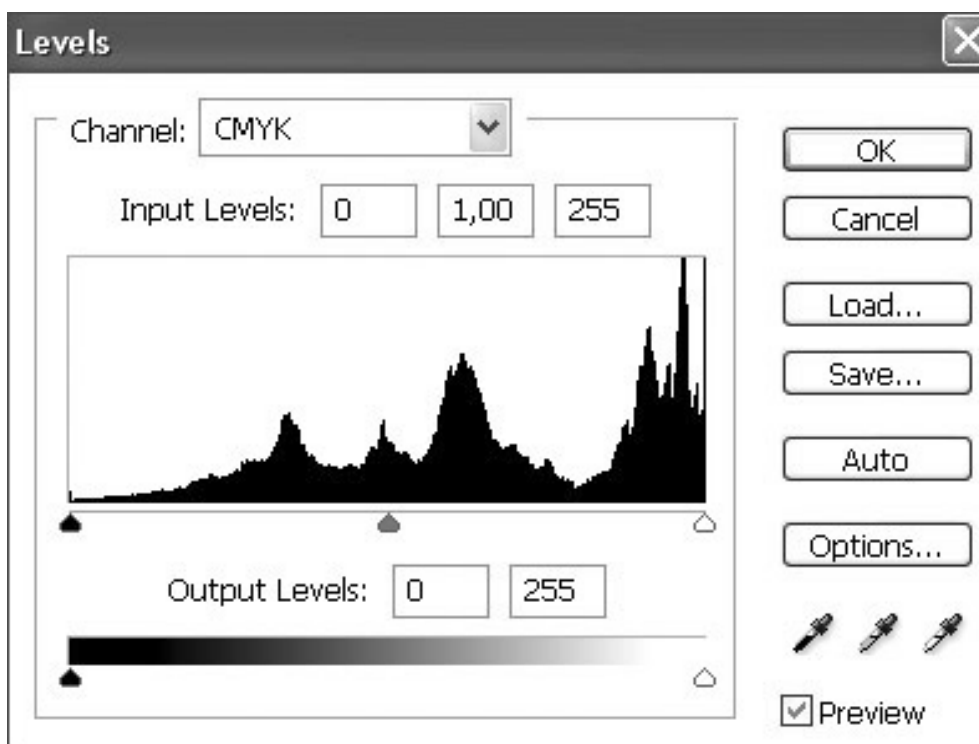 Levels
Channel: CMYK
Input Levels: 0 1,00 255
Output Levels: 0 255
OK
Cancel
Load...
Save...
Auto
Options...
Preview